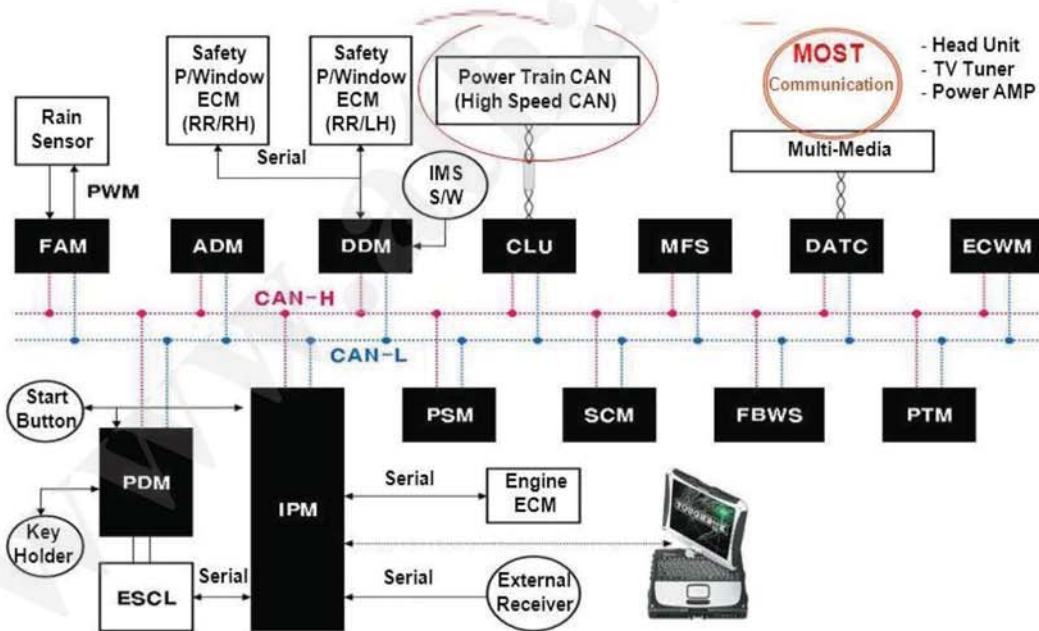 Safety
P/Window
ECM
(RR/RH)
Safety
P/Window
ECM
(RR/LH)
Power Train CAN
(High Speed CAN)
MOST
Communication
- Head Unit
- TV Tuner
- Power AMP
Rain
Sensor
Serial
IMS
S/W
Multi-Media
PWM
FAM
ADM
DDM
CLU
MFS
DATC
ECWM
CAN-H
CAN-L
Start
Button
PSM
SCM
FBWS
PTM
PDM
IPM
Serial
Engine
ECM
Key
Holder
ESCL
Serial
Serial
External
Receiver